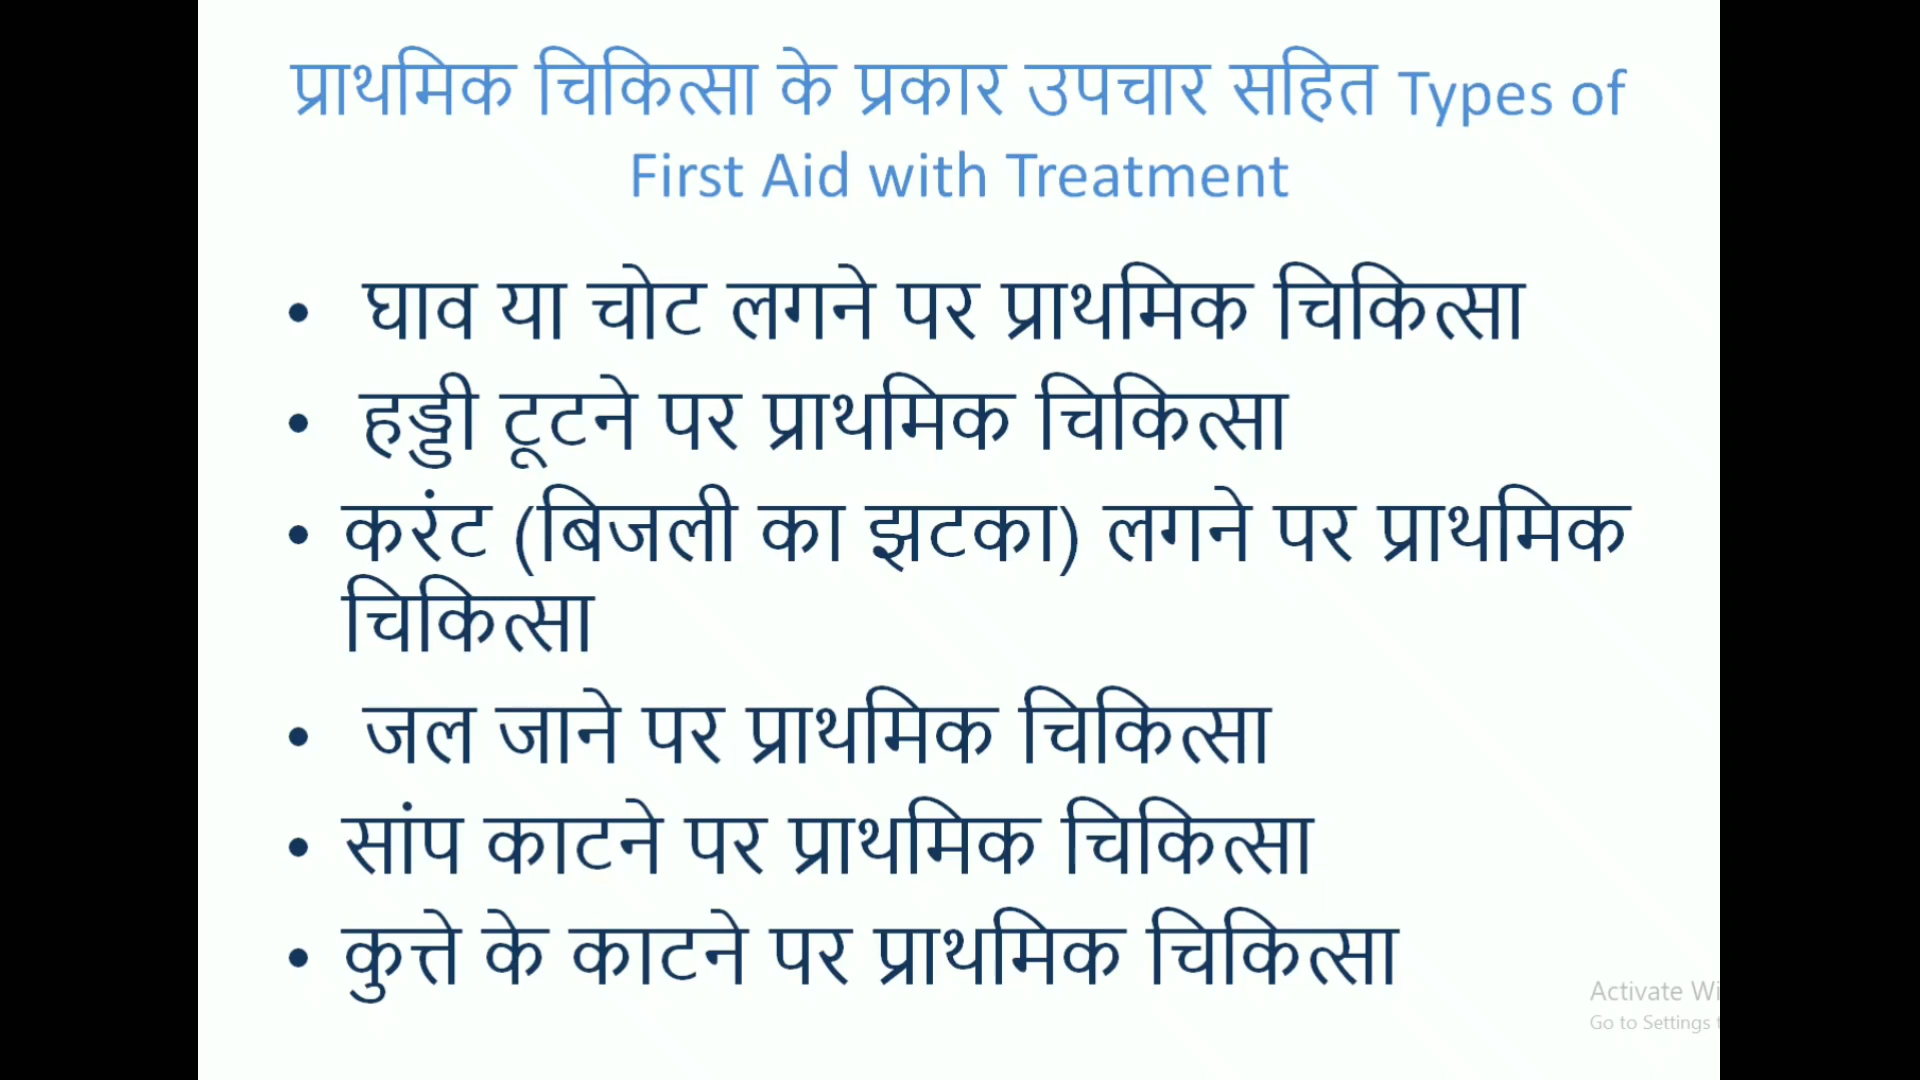 प्राथमिक चिकित्सा के प्रकार उपचार सहित Types of
First Aid with Treatment
• घाव या चोट लगने पर प्राथमिक चिकित्सा
• हड्डी टूटने पर प्राथमिक चिकित्सा
• करंट (बिजली का झटका) लगने पर प्राथमिक
चिकित्सा
• जल जाने पर प्राथमिक चिकित्सा
• सांप काटने पर प्राथमिक चिकित्सा
• कुत्ते के काटने पर प्राथमिक चिकित्सा
Activate Wi
Go to Settings